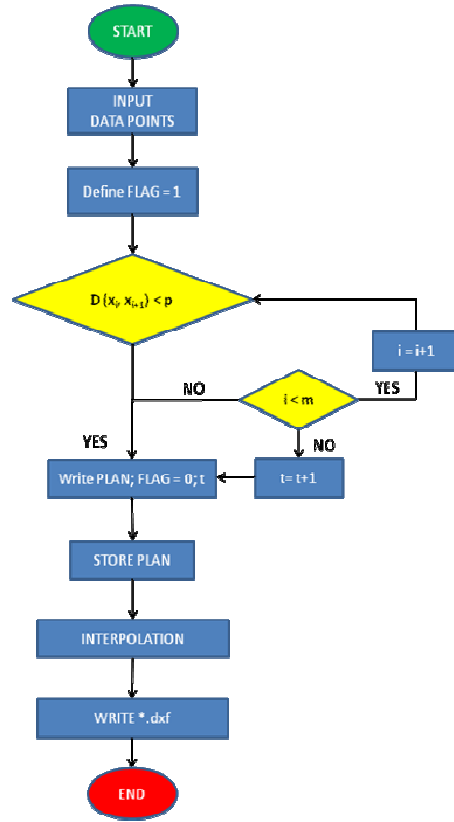 START
INPUT
DATA POINTS
Define FLAG = 1
D (xᵢ, xᵢ₊₁) < p
i = i+1
NO
i < m
YES
YES
NO
Write PLAN; FLAG = 0; t
t= t+1
STORE PLAN
INTERPOLATION
WRITE *.dxf
END